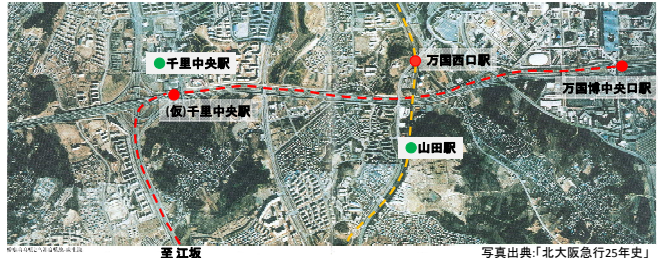 千里中央駅
万国西口駅
万国博中央口駅
(仮)千里中央駅
山田駅
至 江坂
写真出典:「北大阪急行25年史」